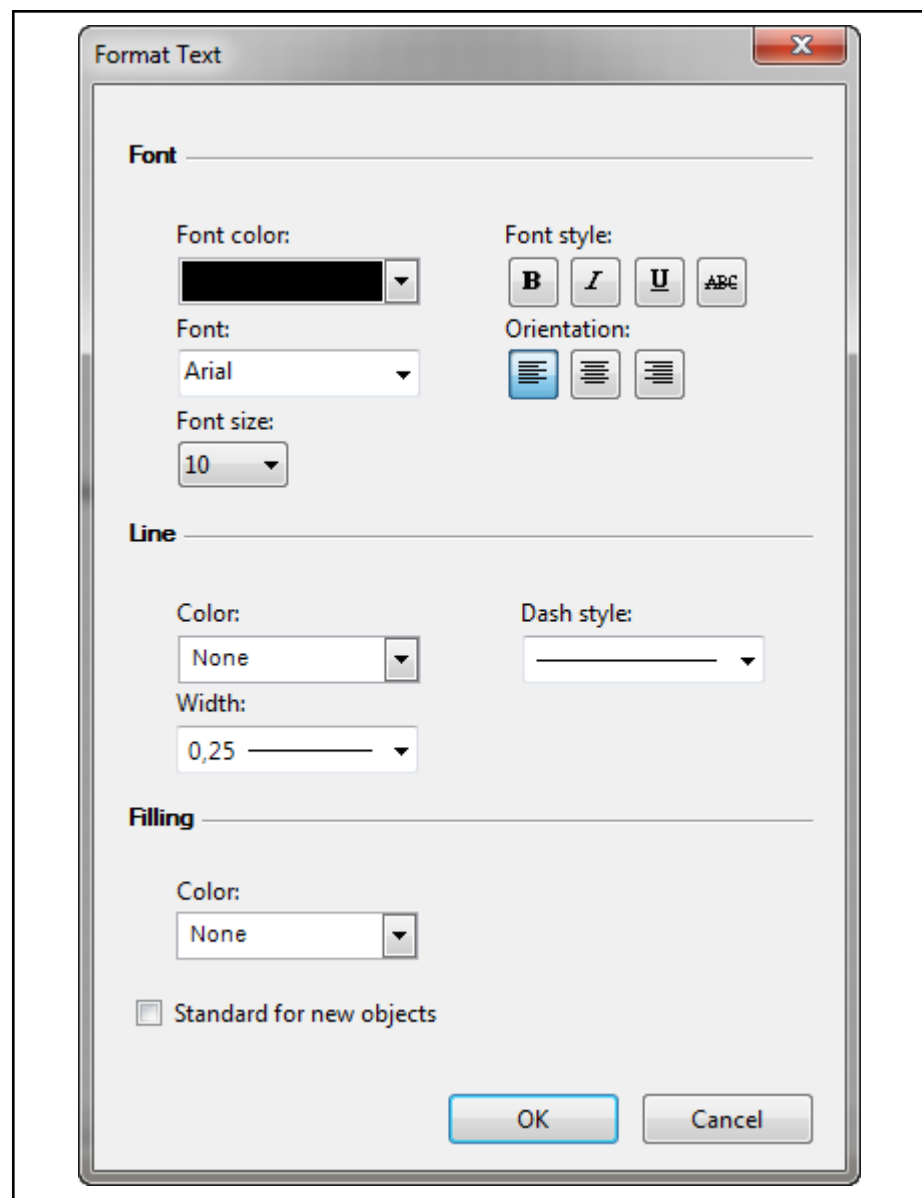 Format Text
Font
Font color:
Font style:
B I U ABC
Font:
Orientation:
Arial
Font size:
10
Line
Color:
Dash style:
None
Width:
0,25
Filling
Color:
None
Standard for new objects
OK
Cancel